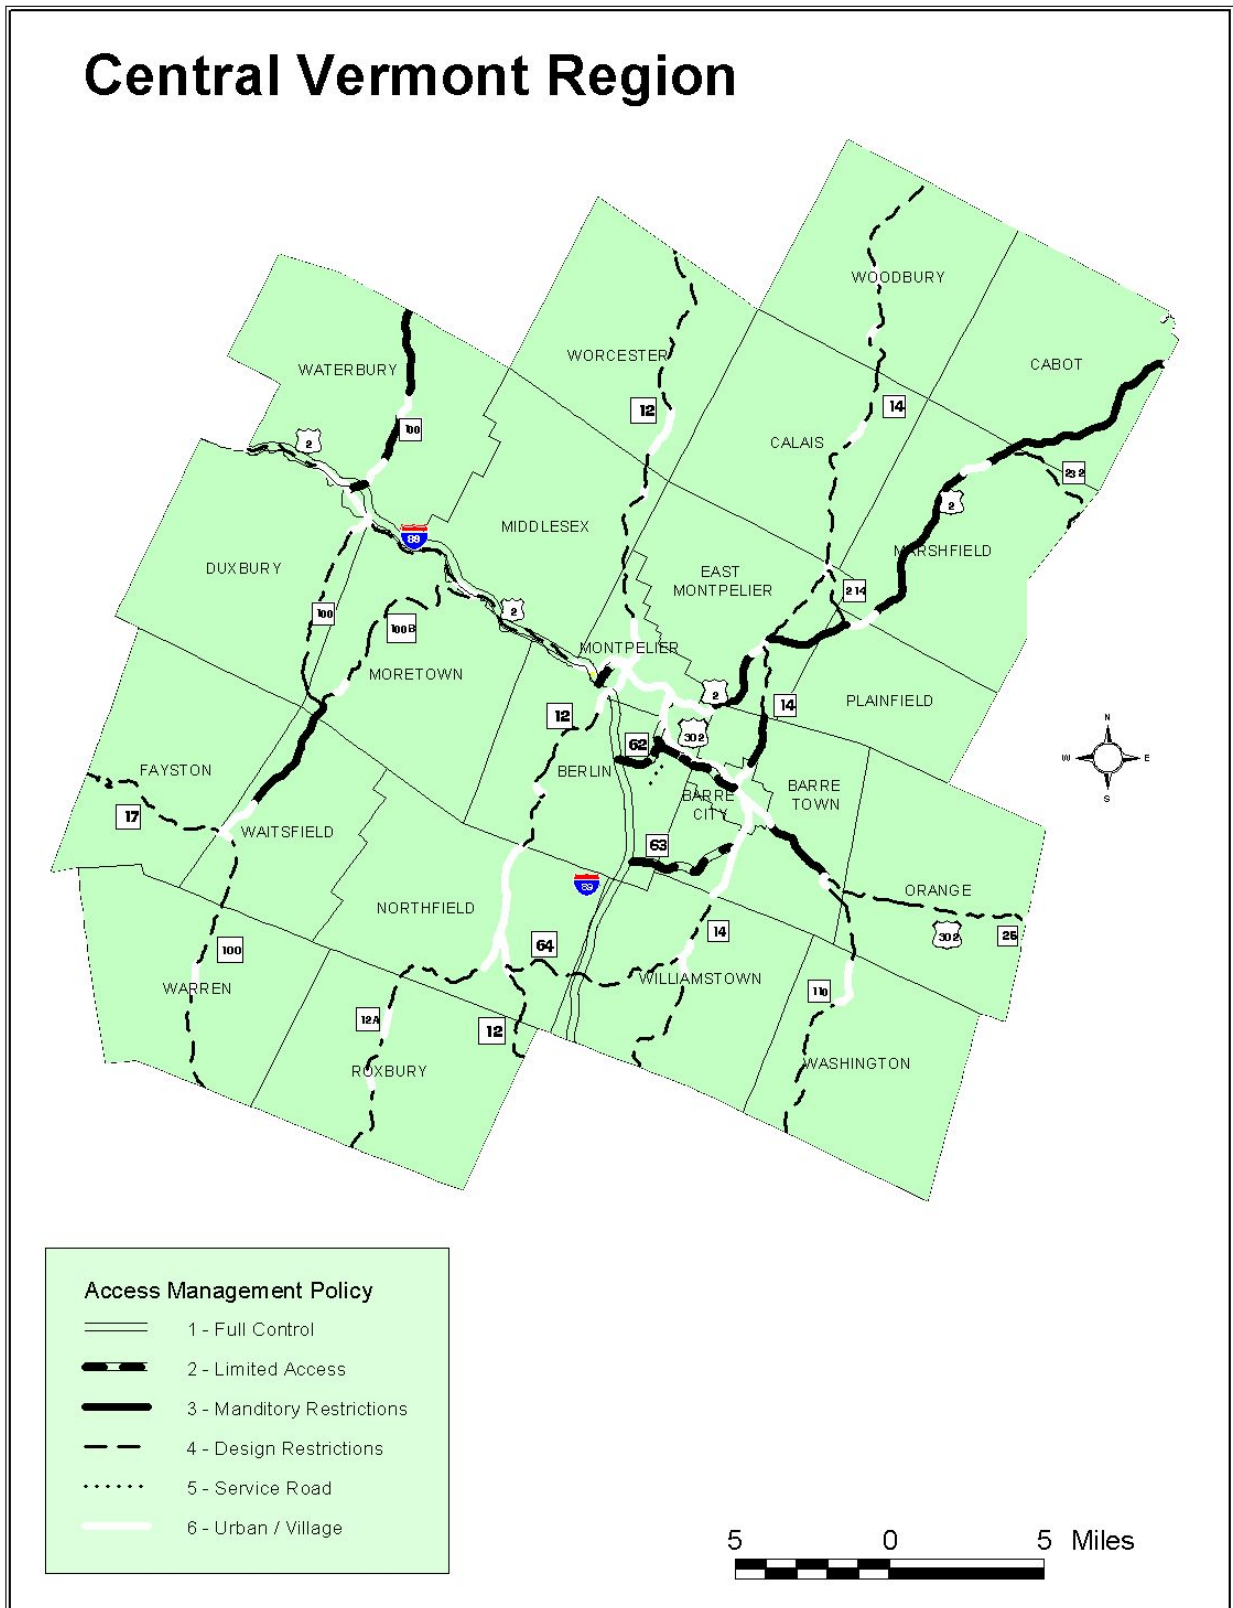 Central Vermont Region
WOODBURY
CABOT
WORCESTER
WATERBURY
12
14
100
CALAIS
2
232
2
MIDDLESEX
89
MARSHFIELD
DUXBURY
EAST
MONTPELIER
214
2
100
100B
MONTPELIER
MORETOWN
2
PLAINFIELD
12
14
N
302
62
W
E
FAYSTON
BERLIN
BARRE
TOWN
S
BARRE
CITY
17
WAITSFIELD
63
89
ORANGE
NORTHFIELD
14
302
25
100
64
WILLIAMSTOWN
WARREN
110
12A
12
WASHINGTON
ROXBURY
Access Management Policy
1 - Full Control
2 - Limited Access
3 - Manditory Restrictions
4 - Design Restrictions
5 - Service Road
6 - Urban / Village
5 0 5 Miles